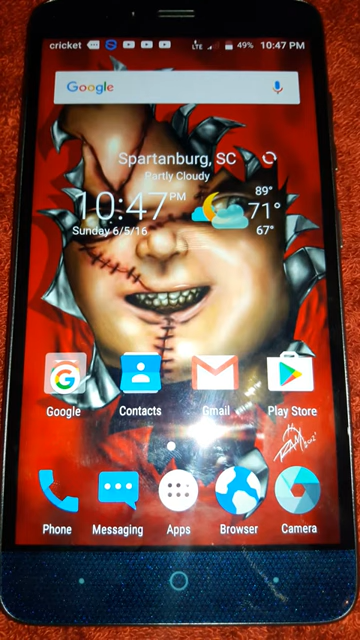 cricket LTE 49% 10:47 PM
Google
Spartanburg, SC
Partly Cloudy
10:47 PM 89°
71°
Sunday 6/5/16 67°
Google Contacts Gmail Play Store
2012
Phone Messaging Apps Browser Camera